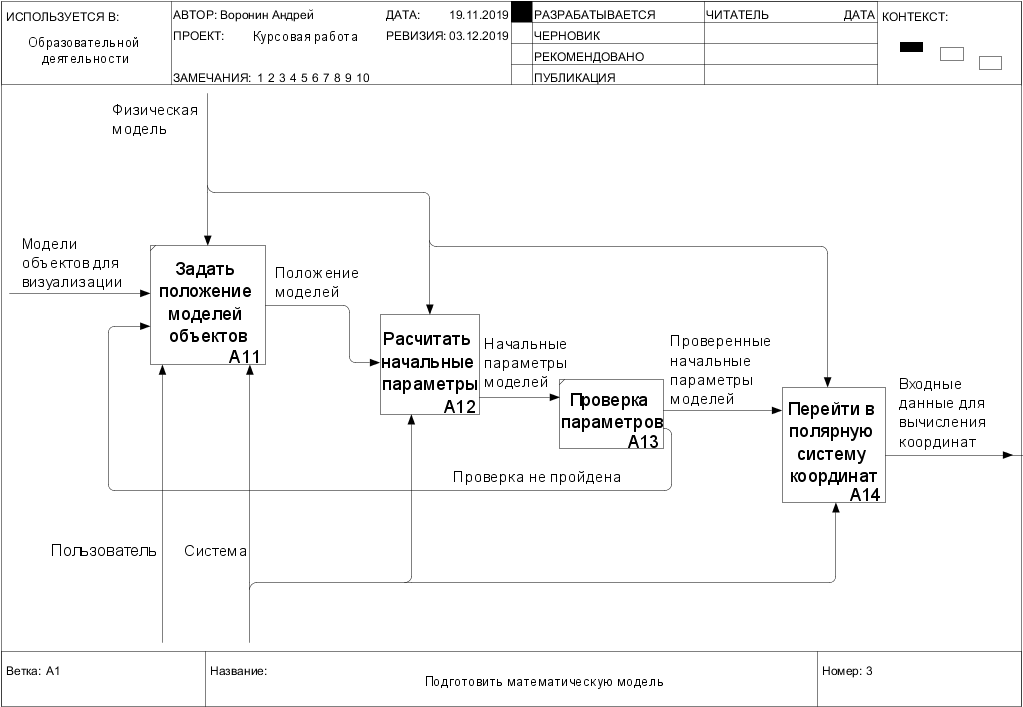 ИСПОЛЬЗУЕТСЯ В:
Образовательной
деятельности
АВТОР: Воронин Андрей
ДАТА: 19.11.2019
ПРОЕКТ: Курсовая работа
РЕВИЗИЯ: 03.12.2019
ЗАМЕЧАНИЯ: 1 2 3 4 5 6 7 8 9 10
РАЗРАБАТЫВАЕТСЯ
ЧЕРНОВИК
РЕКОМЕНДОВАНО
ПУБЛИКАЦИЯ
ЧИТАТЕЛЬ
ДАТА
КОНТЕКСТ:
Физическая
модель
Модели
объектов для
визуализации
Задать
положение
моделей
объектов
A11
Положение
моделей
Расчитать
начальные
параметры
A12
Начальные
параметры
моделей
Проверка
параметров
A13
Проверенные
начальные
параметры
моделей
Перейти в
полярную
систему
координат
A14
Входные
данные для
вычисления
координат
Проверка не пройдена
Пользователь
Система
Ветка: A1
Название:
Подготовить математическую модель
Номер: 3